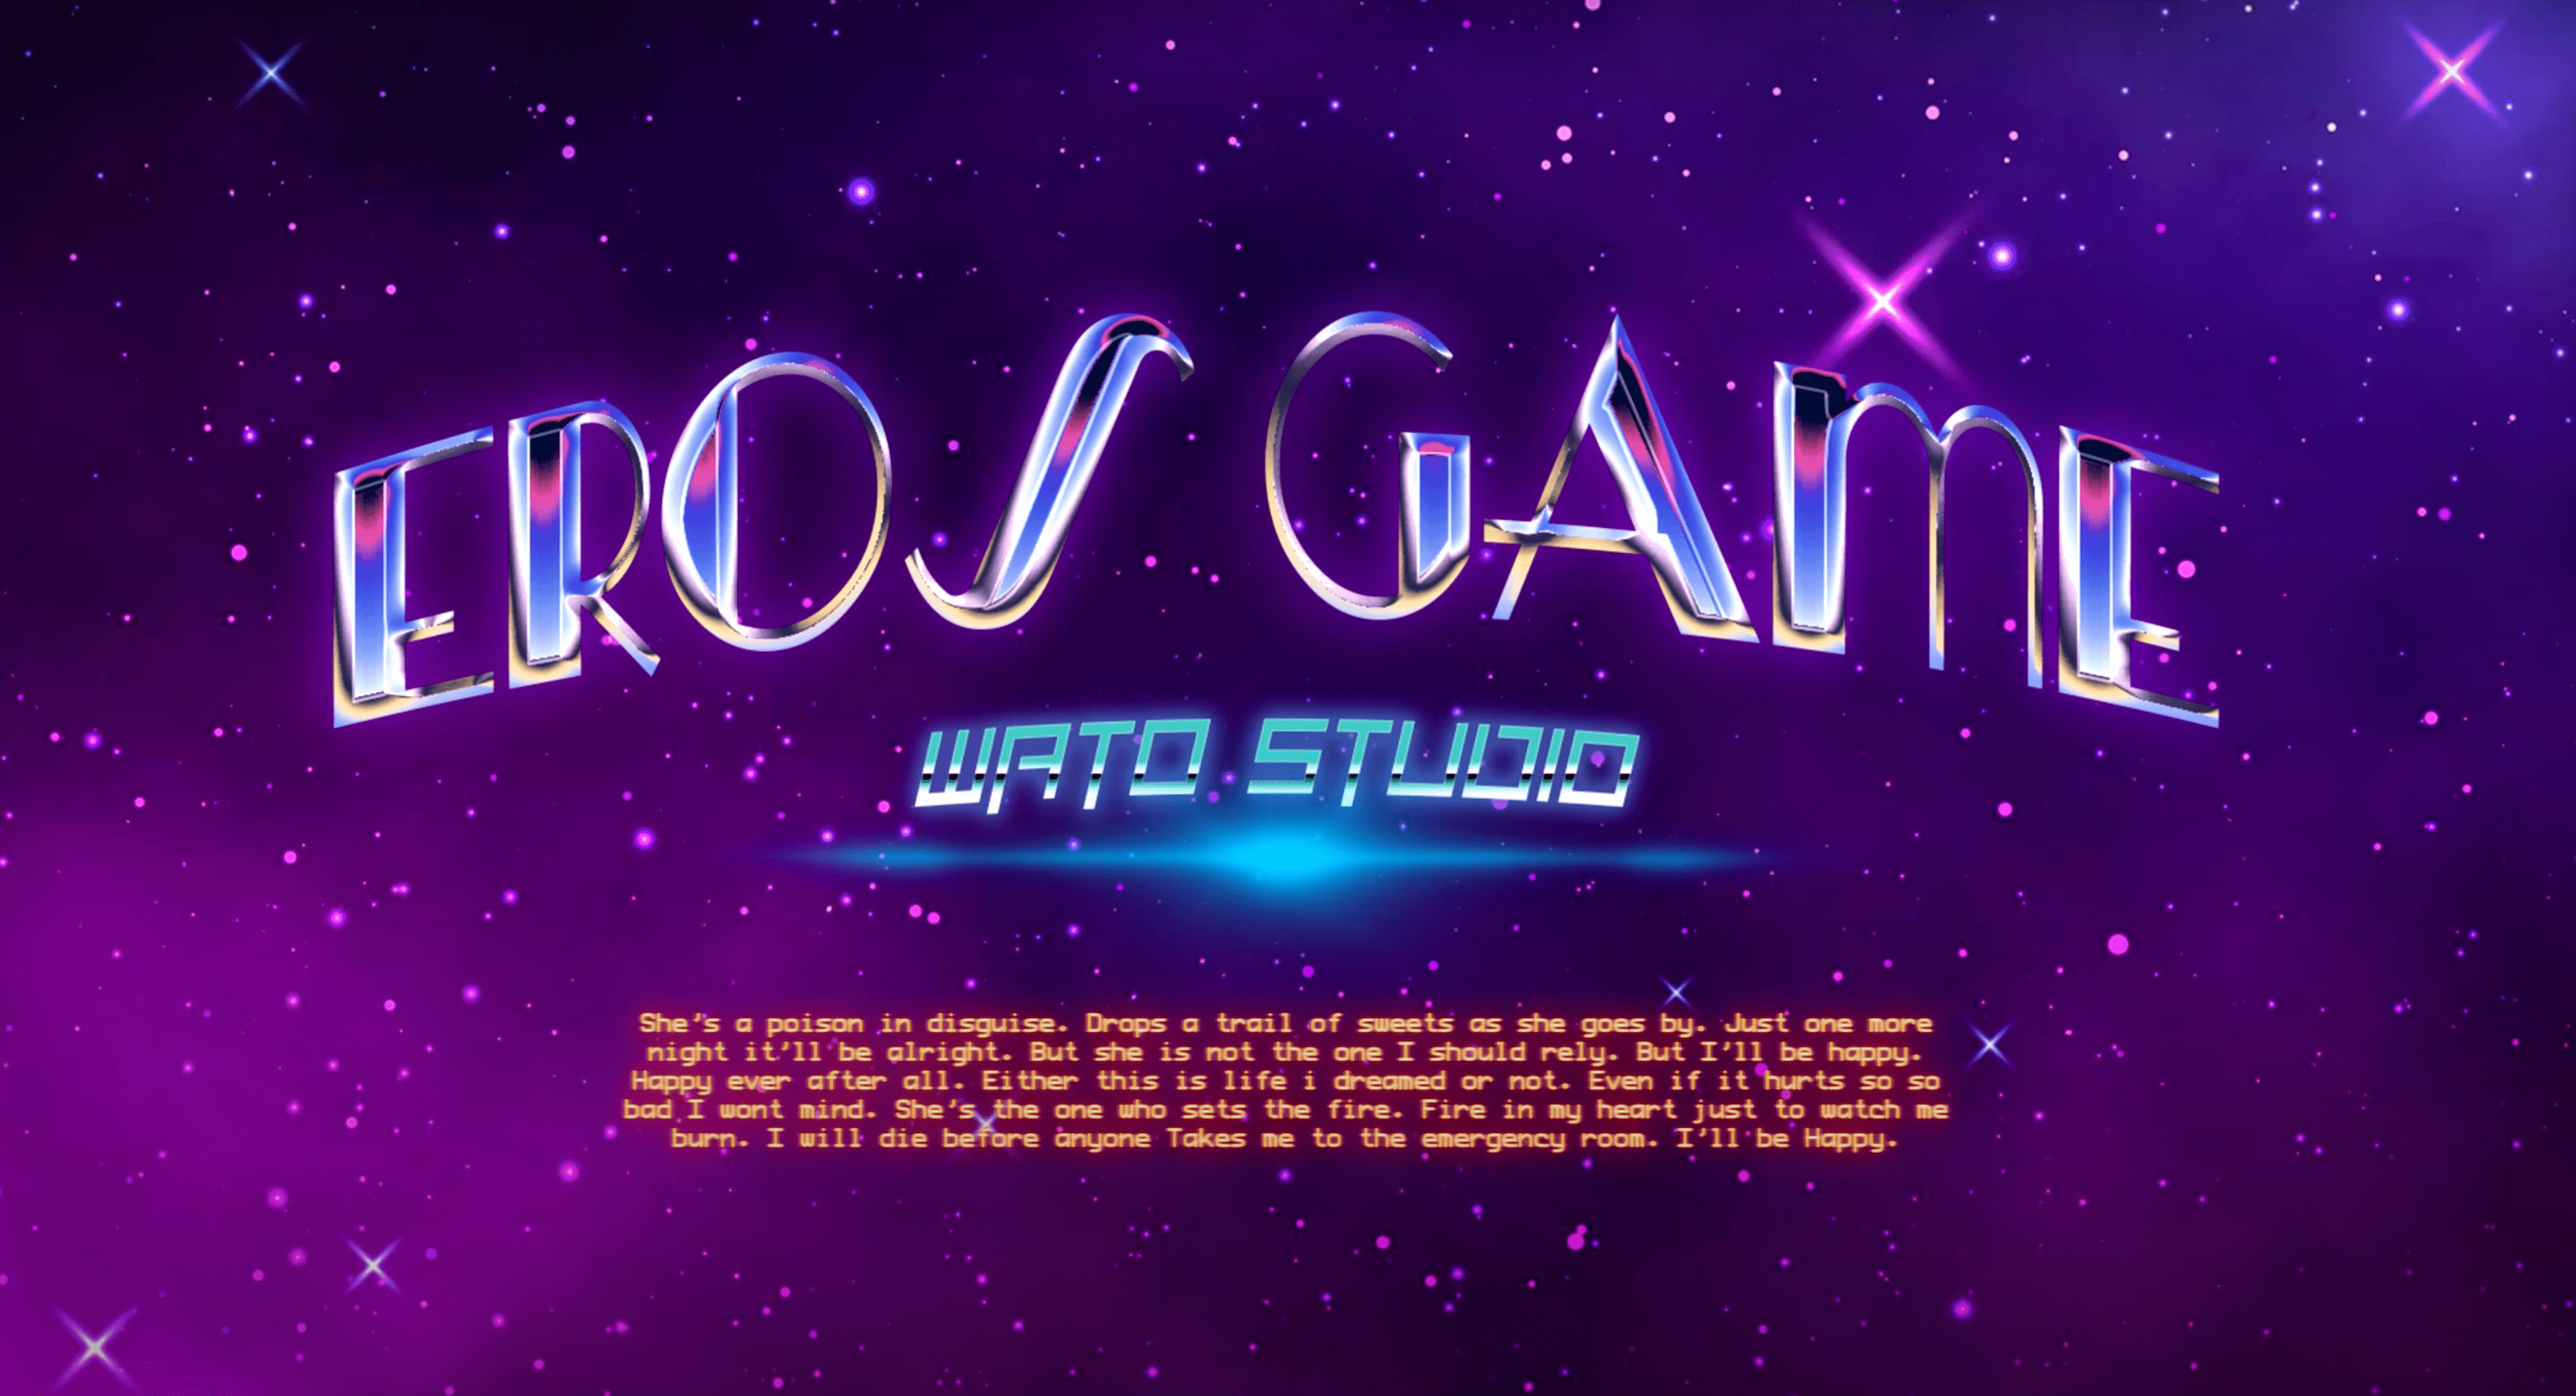 EROS GAME
WATO STUDIO
She's a poison in disguise. Drops a trail of sweets as she goes by. Just one more
night it'll be alright. But she is not the one I should rely. But I'll be happy.
Happy ever after all. Either this is life i dreamed or not. Even if it hurts so so
bad I wont mind. She's the one who sets the fire. Fire in my heart just to watch me
burn. I will die before anyone Takes me to the emergency room. I'll be Happy.